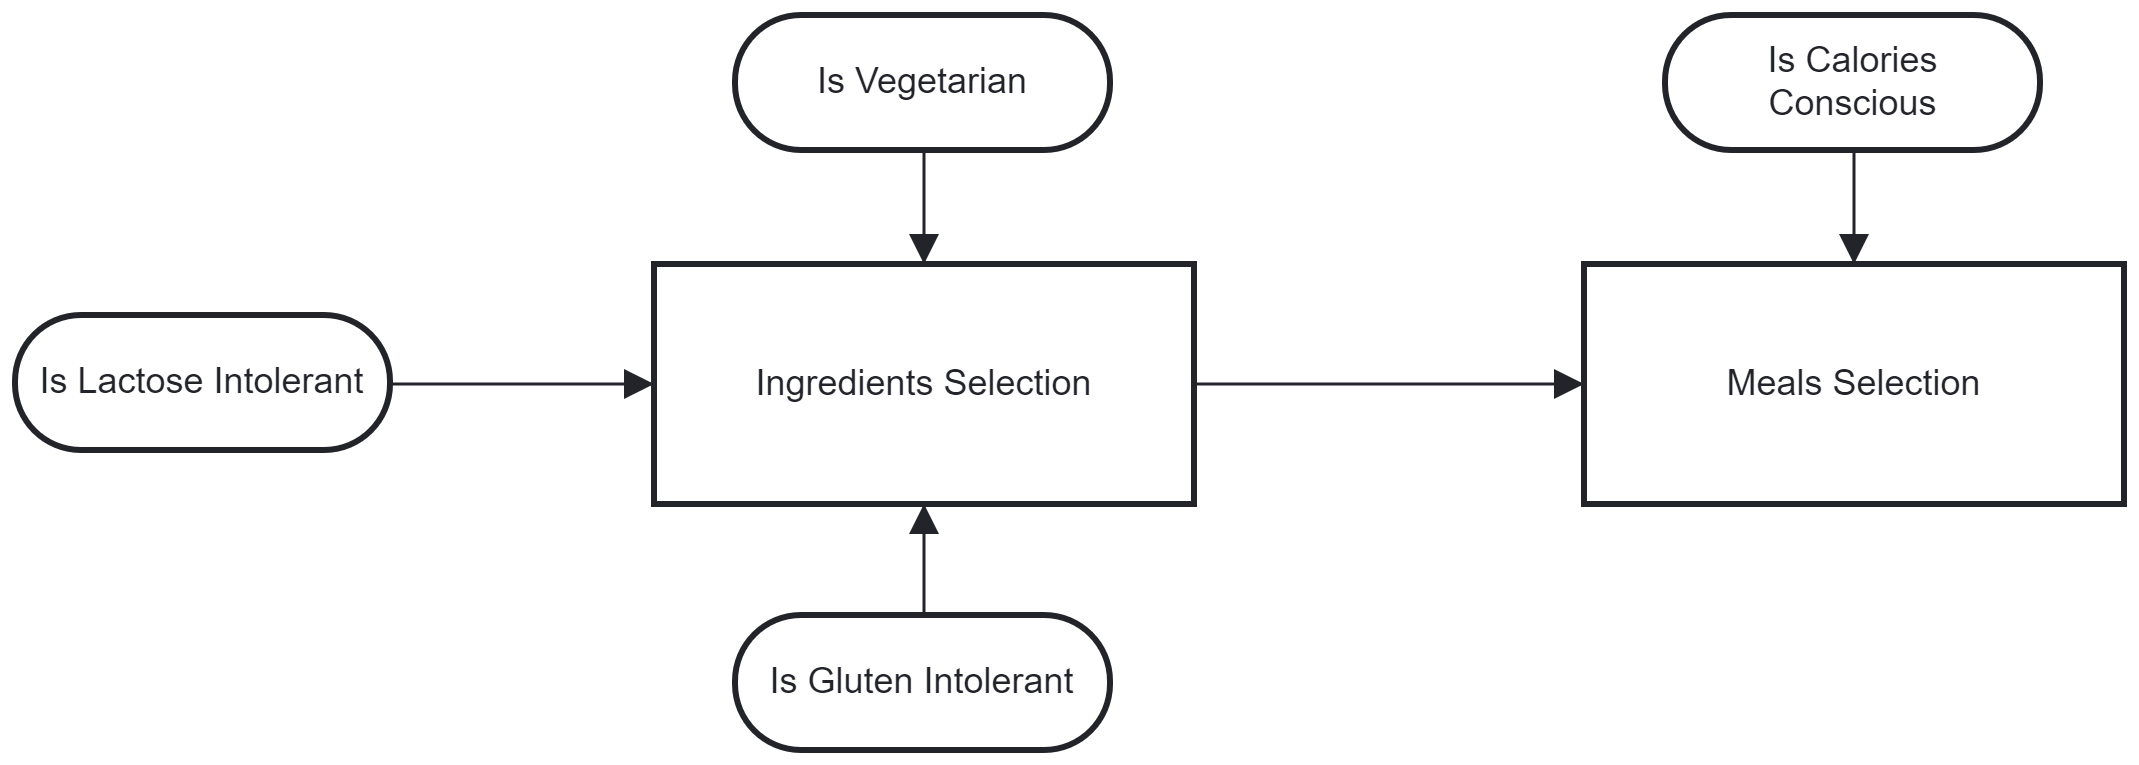 Is Vegetarian
Is Calories
Conscious
Is Lactose Intolerant
Ingredients Selection
Meals Selection
Is Gluten Intolerant